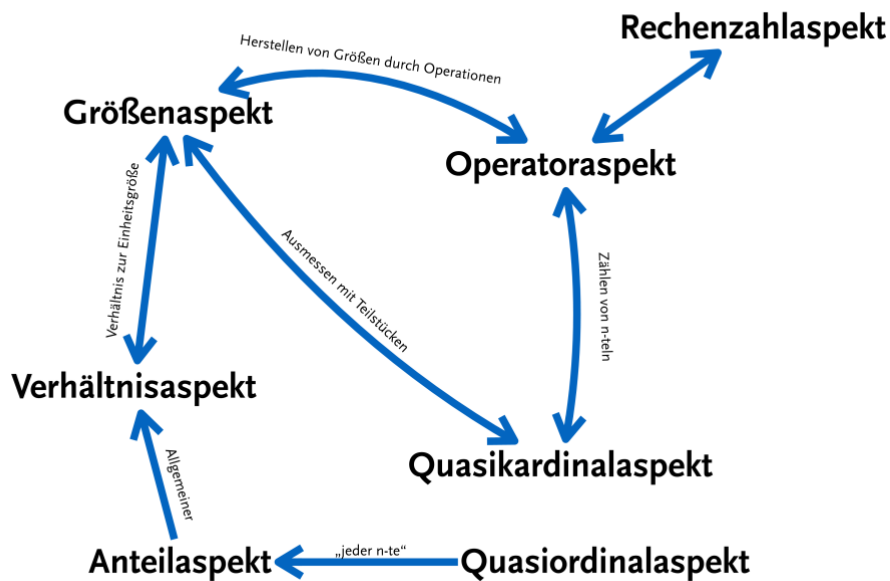 Rechenzahlaspekt
Herstellen von Größen durch Operationen
Größenaspekt
Operatoraspekt
Verhältnis zur Einheitsgröße
Ausmessen mit Teilstücken
Zählen von n-teln
Verhältnisaspekt
Quasikardinalaspekt
Allgemeiner
Anteilaspekt
„jeder n-te“
Quasiordinalaspekt